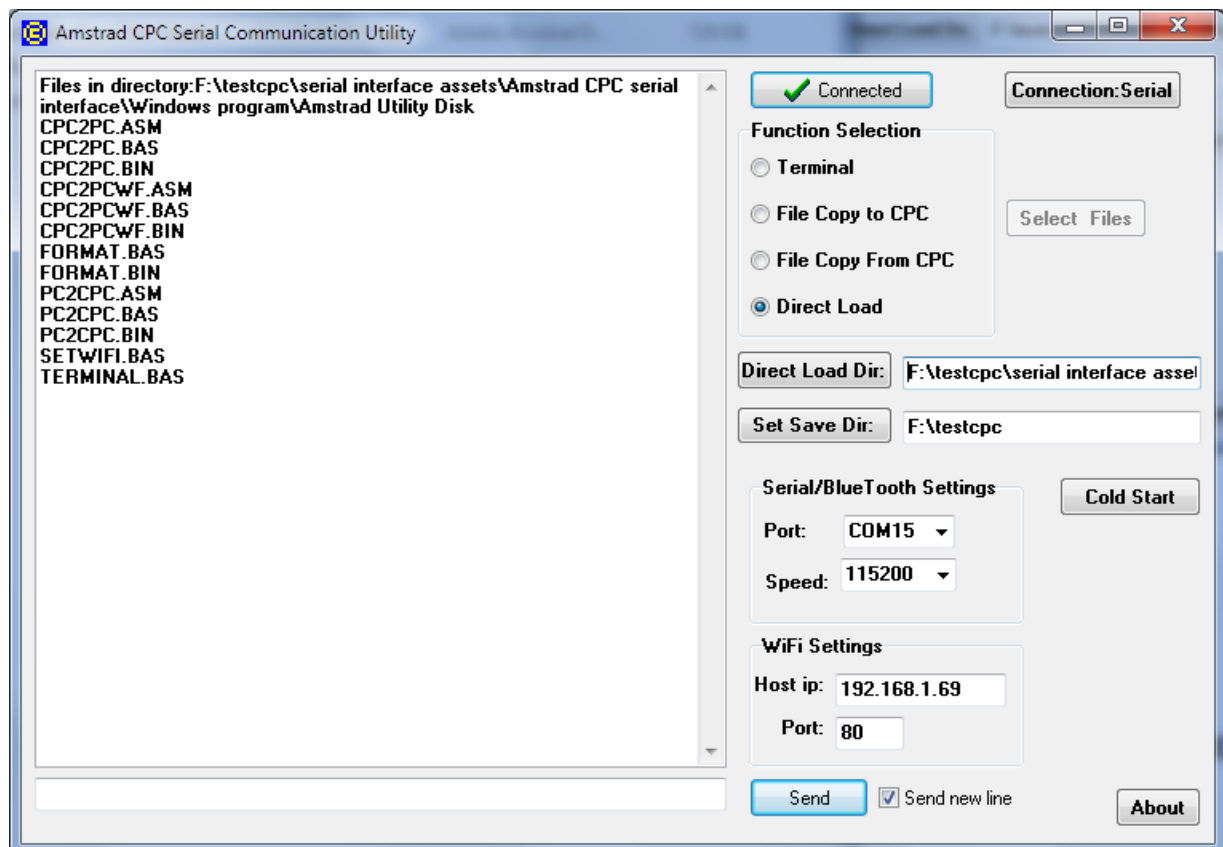 Amstrad CPC Serial Communication Utility
Files in directory:F:\testcpc\serial interface assets\Amstrad CPC serial
interface\Windows program\Amstrad Utility Disk
CPC2PC.ASM
CPC2PC.BAS
CPC2PC.BIN
CPC2PCWF.ASM
CPC2PCWF.BAS
CPC2PCWF.BIN
FORMAT.BAS
FORMAT.BIN
PC2CPC.ASM
PC2CPC.BAS
PC2CPC.BIN
SETWIFI.BAS
TERMINAL.BAS
Connected
Connection:Serial
Function Selection
Terminal
File Copy to CPC
Select Files
File Copy From CPC
Direct Load
Direct Load Dir:
F:\testcpc\serial interface asset
Set Save Dir:
F:\testcpc
Serial/BlueTooth Settings
Cold Start
Port:
COM15
Speed:
115200
WiFi Settings
Host ip:
192.168.1.69
Port:
80
Send
Send new line
About